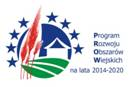 Program
Rozwoju
Obszarów
Wiejskich
na lata 2014-2020